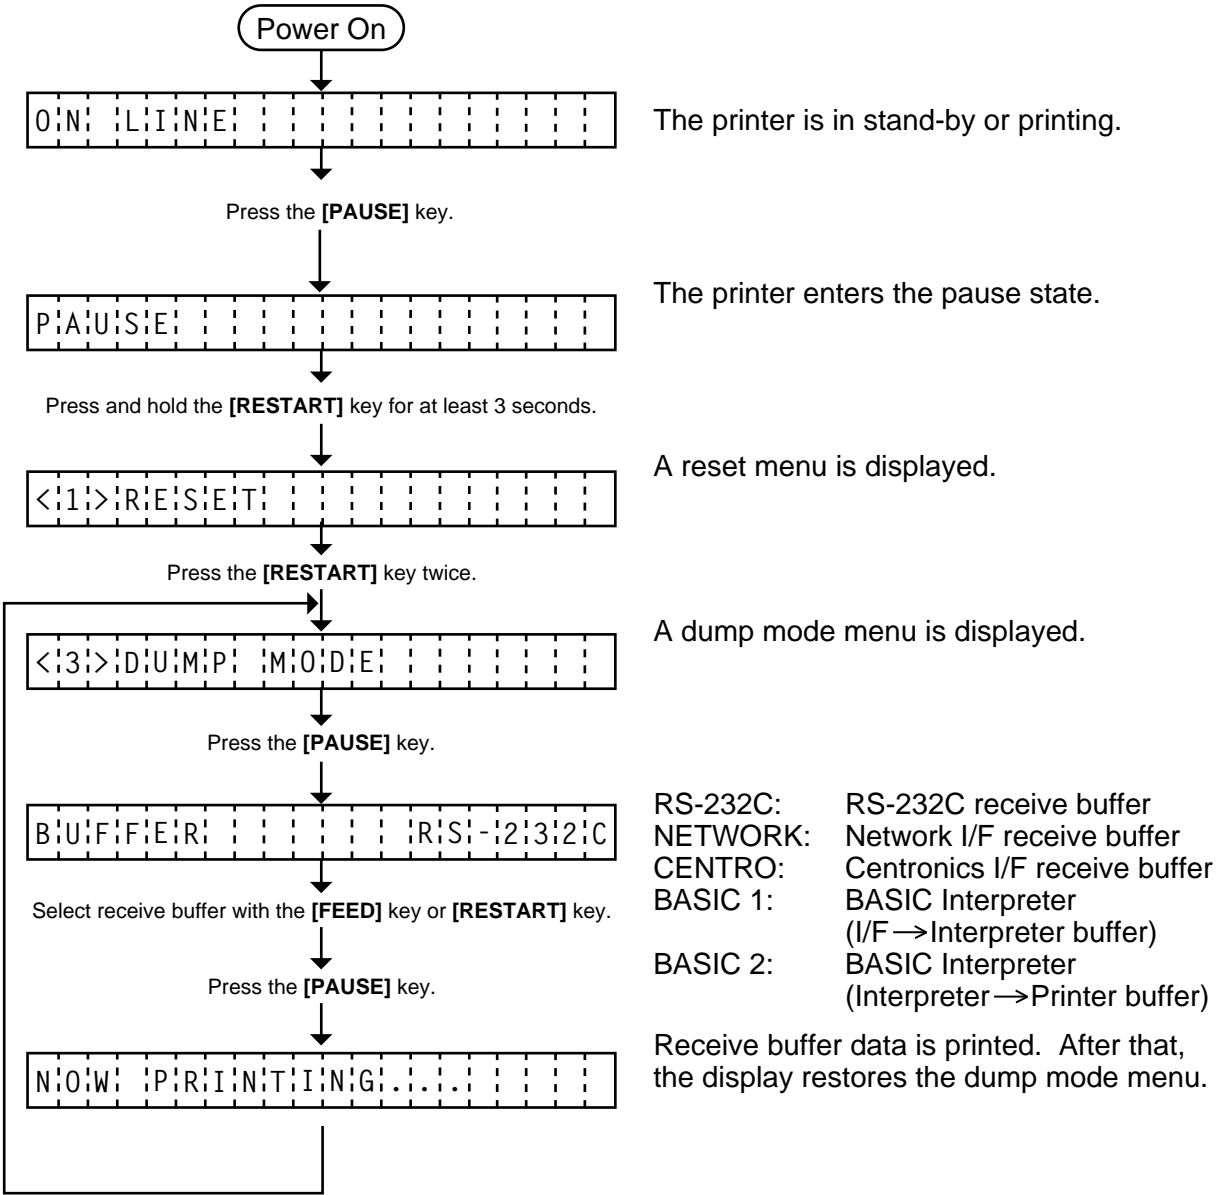 Power On
ON LINE
The printer is in stand-by or printing.
Press the [PAUSE] key.
PAUSE
The printer enters the pause state.
Press and hold the [RESTART] key for at least 3 seconds.
<1>RESET
A reset menu is displayed.
Press the [RESTART] key twice.
<3>DUMP MODE
A dump mode menu is displayed.
Press the [PAUSE] key.
BUFFER RS-232C
RS-232C: RS-232C receive buffer
NETWORK: Network I/F receive buffer
CENTRO: Centronics I/F receive buffer
BASIC 1: BASIC Interpreter
(I/F→Interpreter buffer)
BASIC 2: BASIC Interpreter
(Interpreter→Printer buffer)
Select receive buffer with the [FEED] key or [RESTART] key.
Press the [PAUSE] key.
NOW PRINTING...
Receive buffer data is printed. After that,
the display restores the dump mode menu.